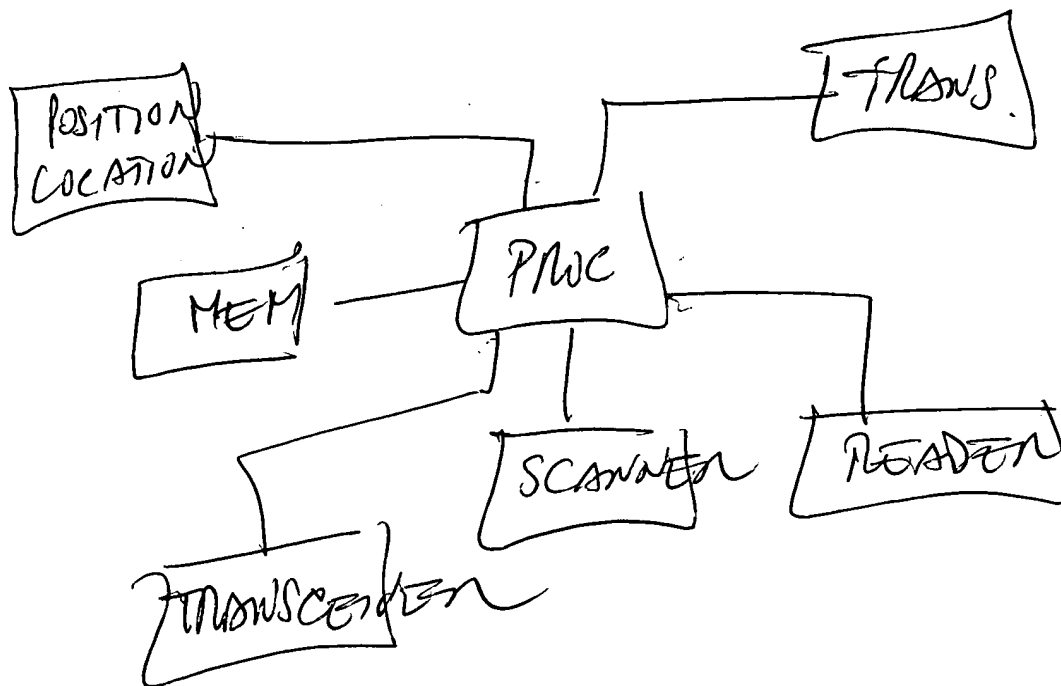 POSITION
LOCATION
TRANS.
PROC
MEM
SCANNER
READER
TRANSCEIVER